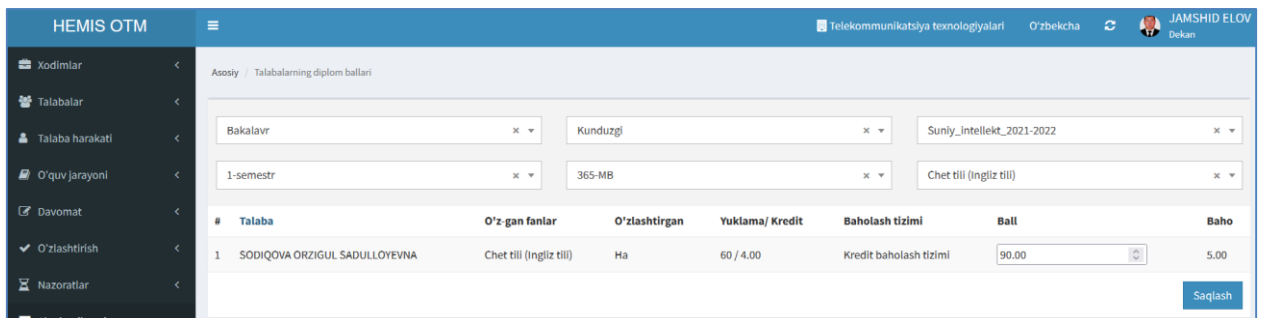 HEMIS OTM
Telekommunikatsiya texnologiyalari O'zbekcha JAMSHID ELOV
Dekan
Xodimlar
Talabalar
Talaba harakati
O'quv jarayoni
Davomat
O'zlashtirish
Nazoratlar
Asosiy / Talabalarning diplom ballari
Bakalavr Kunduzgi Suniy_intellekt_2021-2022
1-semestr 365-MB Chet tili (Ingliz tili)
# Talaba O'z-gan fanlar O'zlashtirgan Yuklama/ Kredit Baholash tizimi Ball Baho
1 SODIQOVA ORZIGUL SADULLOYEVNA Chet tili (Ingliz tili) Ha 60 / 4.00 Kredit baholash tizimi 90.00 5.00
Saqlash